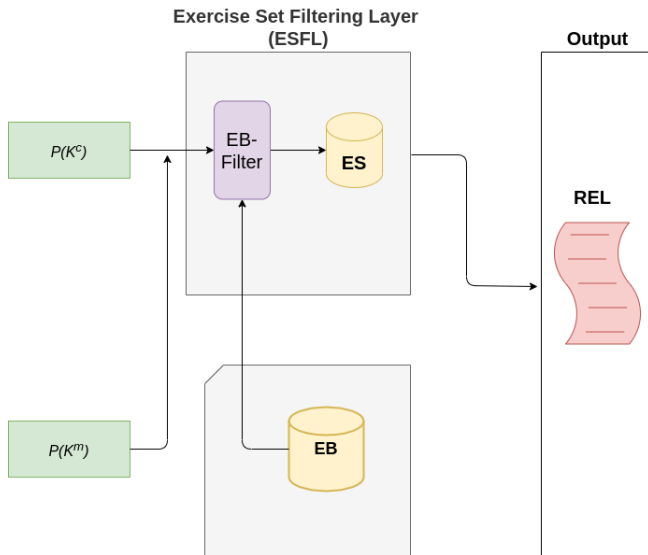 Exercise Set Filtering Layer
(ESFL)
Output
P(K^c)
EB-
Filter
ES
REL
P(K^m)
EB